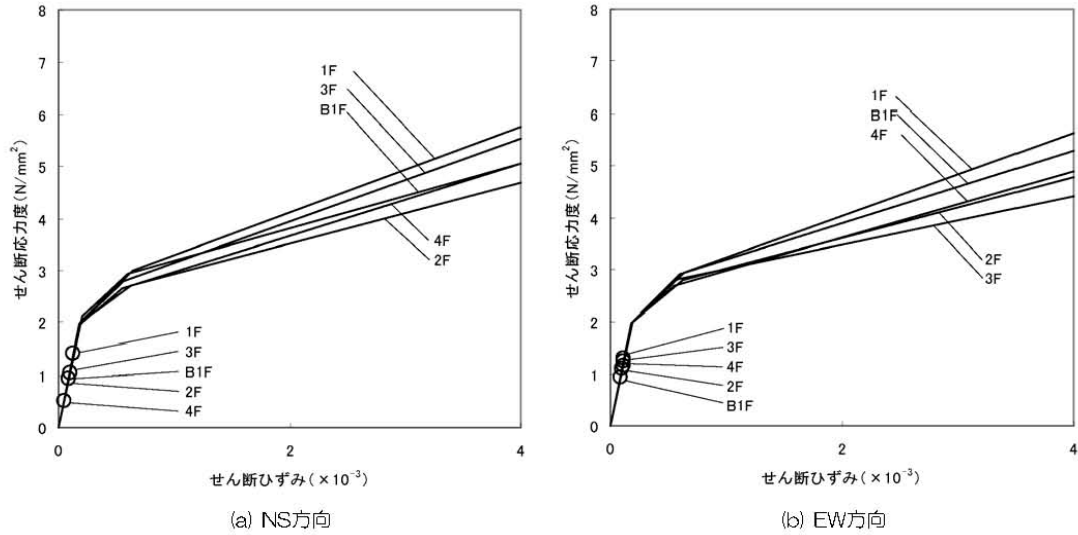 8
7
6
5
4
3
2
1
0
せん断応力度(N/mm²)
1F
3F
B1F
4F
2F
1F
3F
B1F
2F
4F
0
2
4
せん断ひずみ(×10⁻³)
(a) NS方向
8
7
6
5
4
3
2
1
0
せん断応力度(N/mm²)
1F
B1F
4F
2F
3F
1F
3F
4F
2F
B1F
0
2
4
せん断ひずみ(×10⁻³)
(b) EW方向